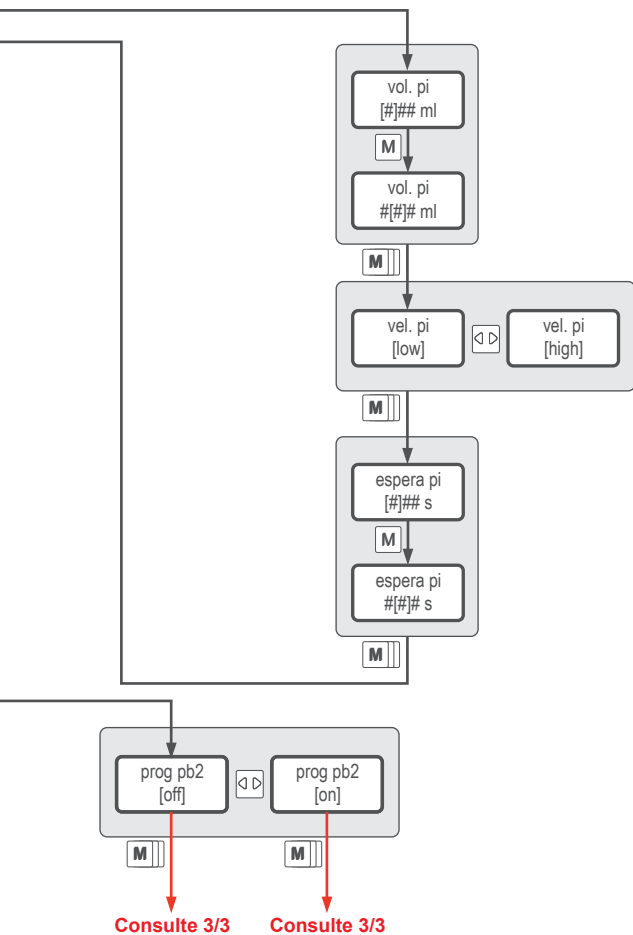 vol. pi
[#]## ml
M
vol. pi
#[#]# ml
M
vel. pi
[low]
vel. pi
[high]
M
espera pi
[#]## s
M
espera pi
#[#]# s
M
prog pb2
[off]
prog pb2
[on]
M
M
Consulte 3/3
Consulte 3/3